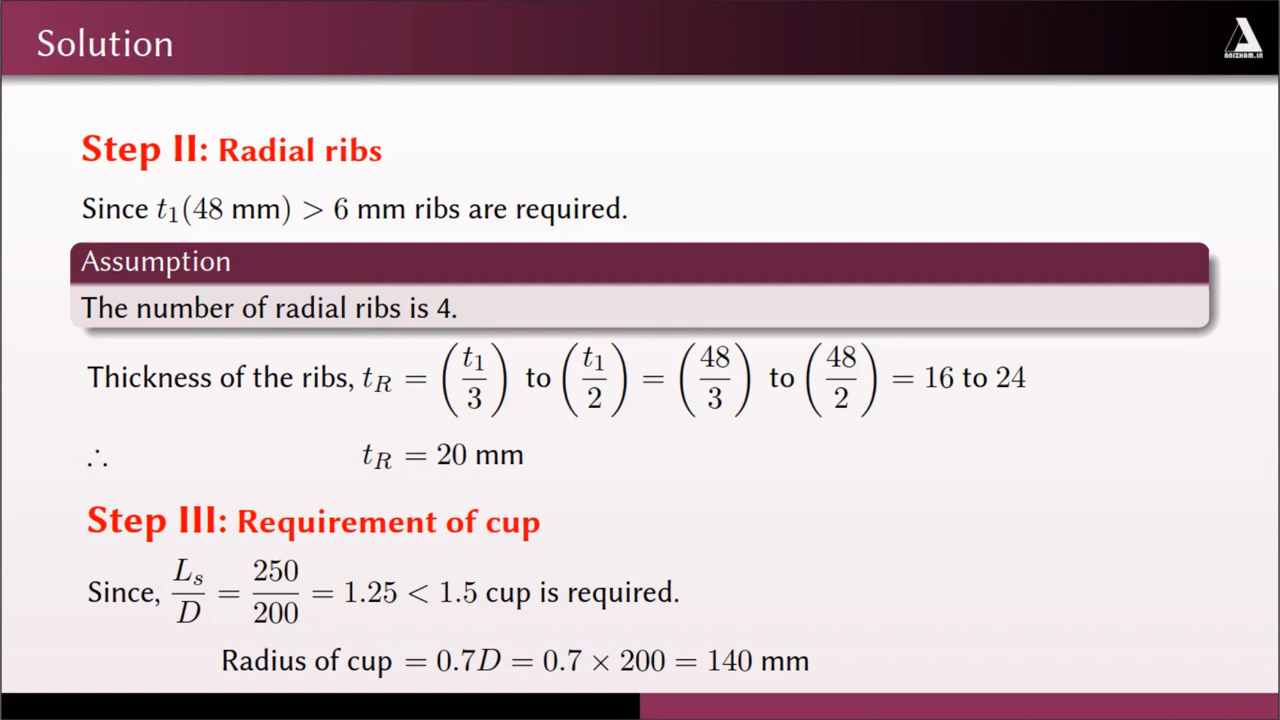 Solution
ARIZHAM.IN
Step II: Radial ribs
Since t₁(48 mm) > 6 mm ribs are required.
Assumption
The number of radial ribs is 4.
Thickness of the ribs, t_R = (t₁/3) to (t₁/2) = (48/3) to (48/2) = 16 to 24
∴ t_R = 20 mm
Step III: Requirement of cup
Since, L_s/D = 250/200 = 1.25 < 1.5 cup is required.
Radius of cup = 0.7D = 0.7 × 200 = 140 mm